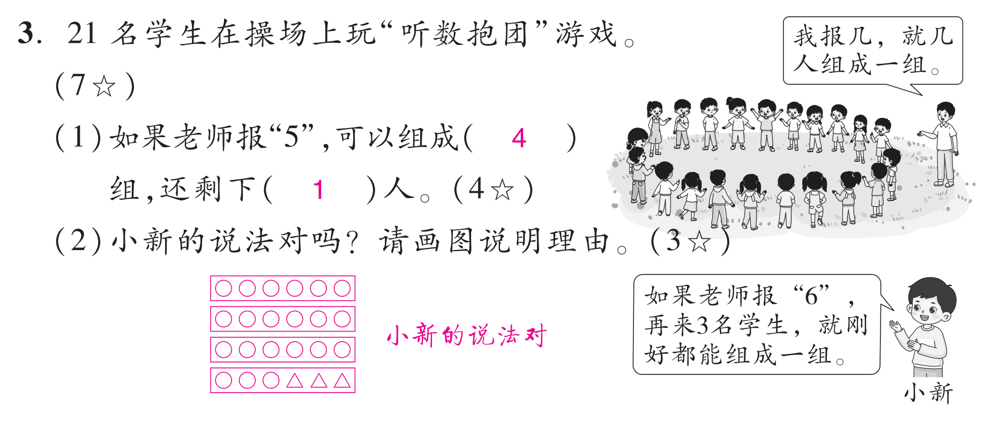 3. 21 名学生在操场上玩“听数抱团”游戏。
(7☆)
我报几，就几
人组成一组。
(1)如果老师报“5”,可以组成( 4 )
组,还剩下( 1 )人。(4☆)
(2)小新的说法对吗？请画图说明理由。(3☆)
小新的说法对
如果老师报“6”，
再来3名学生，就刚
好都能组成一组。
小新